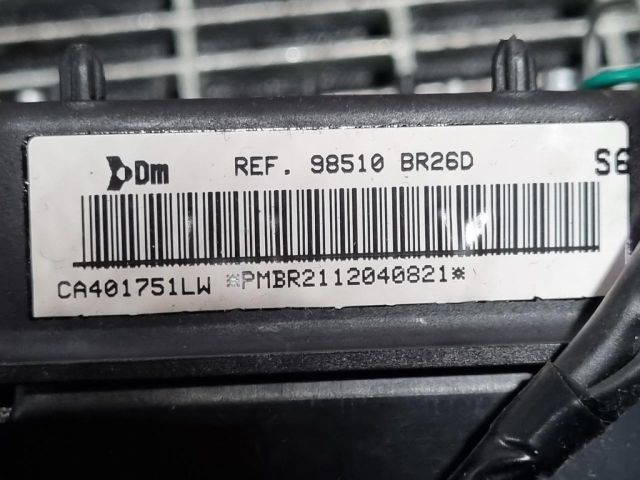 Dm REF. 98510 BR26D S6
CA401751LW *PMBR2112040821*